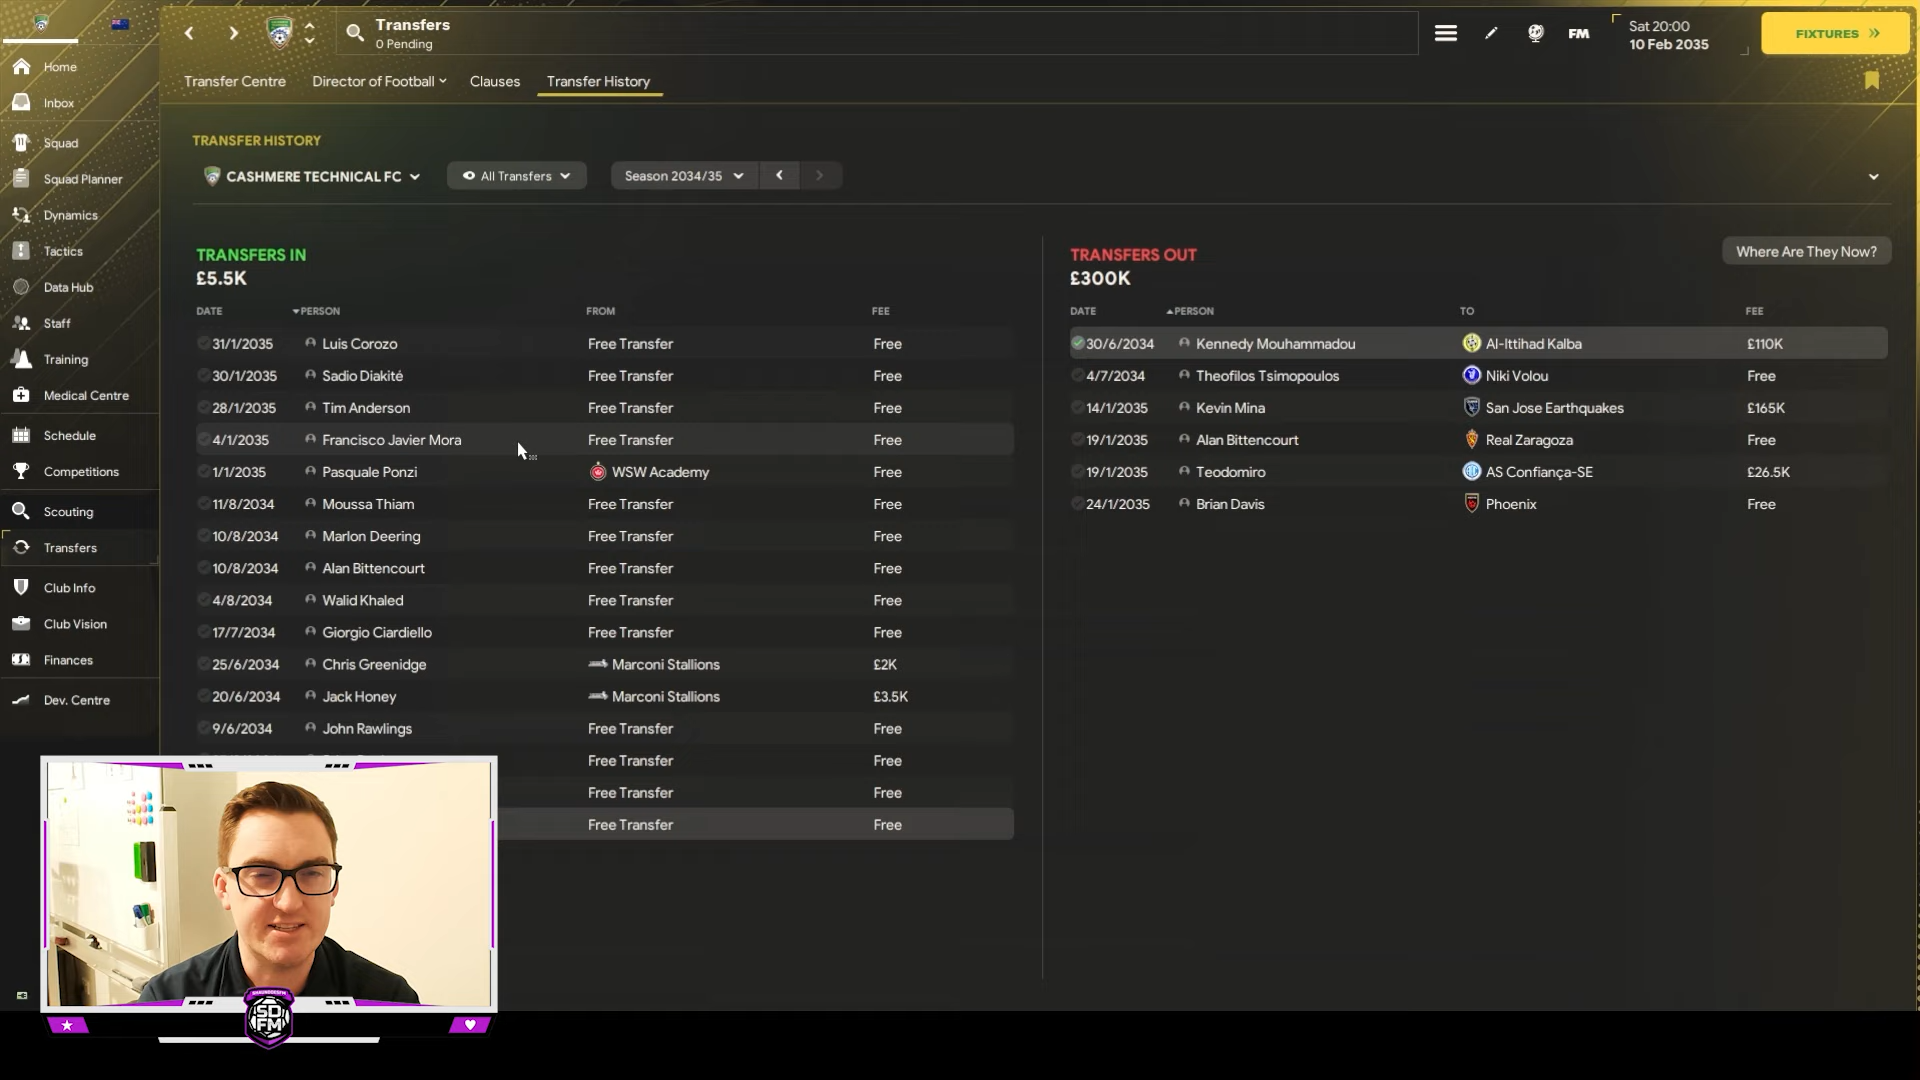 Transfers
0 Pending
FM
Sat 20:00
10 Feb 2035
FIXTURES
Home
Inbox
Squad
Squad Planner
Dynamics
Tactics
Data Hub
Staff
Training
Medical Centre
Schedule
Competitions
Scouting
Transfers
Club Info
Club Vision
Finances
Dev. Centre
Transfer Centre Director of Football Clauses Transfer History
TRANSFER HISTORY
CASHMERE TECHNICAL FC All Transfers Season 2034/35
TRANSFERS IN
£5.5K
DATE PERSON FROM FEE
31/1/2035 Luis Corozo Free Transfer Free
30/1/2035 Sadio Diakité Free Transfer Free
28/1/2035 Tim Anderson Free Transfer Free
4/1/2035 Francisco Javier Mora Free Transfer Free
1/1/2035 Pasquale Ponzi WSW Academy Free
11/8/2034 Moussa Thiam Free Transfer Free
10/8/2034 Marlon Deering Free Transfer Free
10/8/2034 Alan Bittencourt Free Transfer Free
4/8/2034 Walid Khaled Free Transfer Free
17/7/2034 Giorgio Ciardiello Free Transfer Free
25/6/2034 Chris Greenidge Marconi Stallions £2K
20/6/2034 Jack Honey Marconi Stallions £3.5K
9/6/2034 John Rawlings Free Transfer Free
Free Transfer Free
Free Transfer Free
Free Transfer Free
TRANSFERS OUT
£300K
Where Are They Now?
DATE PERSON TO FEE
30/6/2034 Kennedy Mouhammadou Al-Ittihad Kalba £110K
4/7/2034 Theofilos Tsimopoulos Niki Volou Free
14/1/2035 Kevin Mina San Jose Earthquakes £165K
19/1/2035 Alan Bittencourt Real Zaragoza Free
19/1/2035 Teodomiro AS Confiança-SE £26.5K
24/1/2035 Brian Davis Phoenix Free
SD
FM